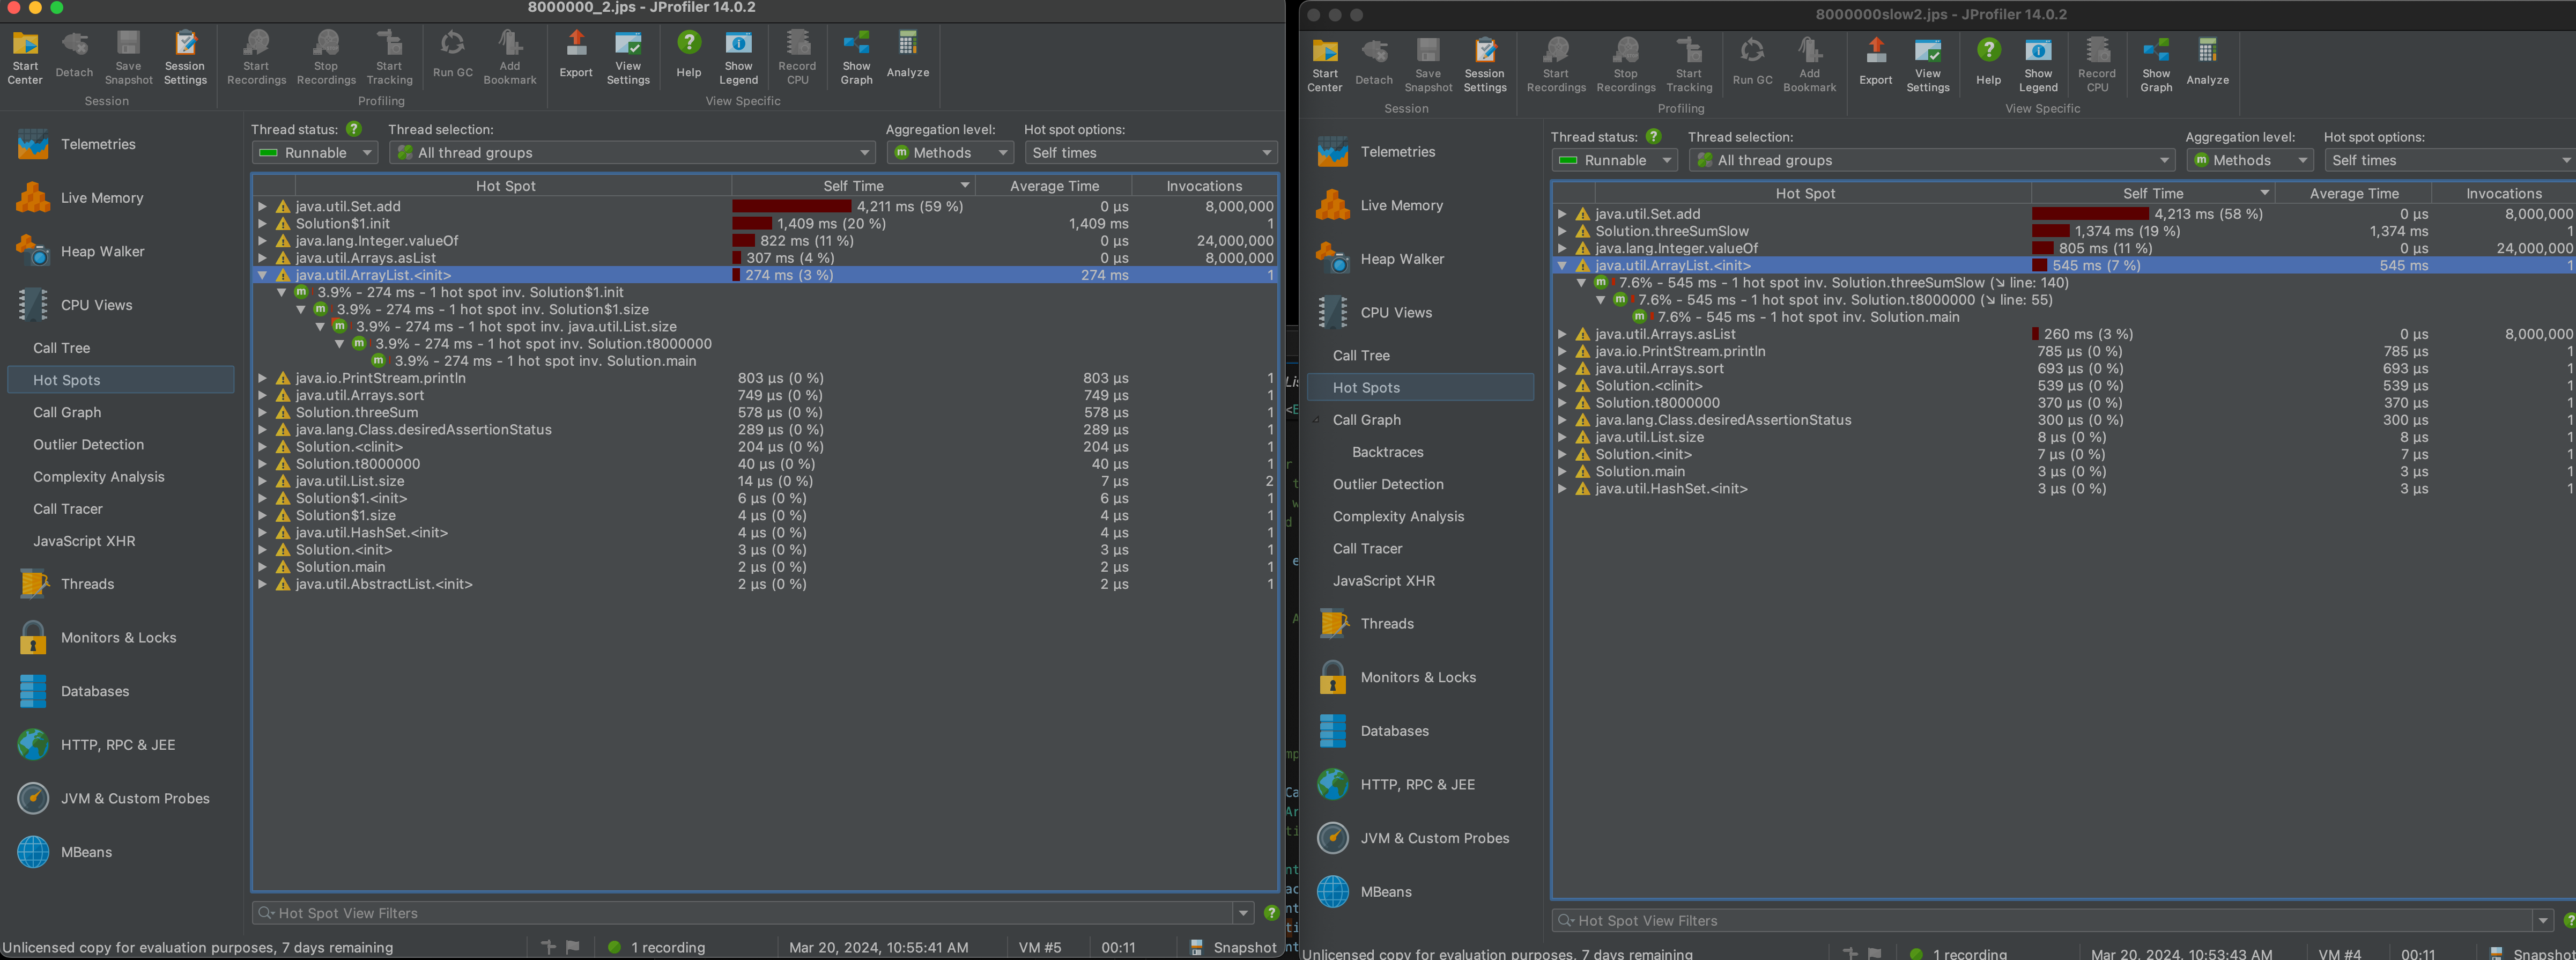 8000000_2.jps - JProfiler 14.0.2
Start Center
Detach
Save Snapshot
Session Settings
Start Recordings
Stop Recordings
Start Tracking
Run GC
Add Bookmark
Export
View Settings
Help
Show Legend
Record CPU
Show Graph
Analyze
Session
Profiling
View Specific
Telemetries
Live Memory
Heap Walker
CPU Views
Call Tree
Hot Spots
Call Graph
Outlier Detection
Complexity Analysis
Call Tracer
JavaScript XHR
Threads
Monitors & Locks
Databases
HTTP, RPC & JEE
JVM & Custom Probes
MBeans
Thread status: Thread selection: Aggregation level: Hot spot options:
Runnable All thread groups Methods Self times
Hot Spot Self Time Average Time Invocations
java.util.Set.add 4,211 ms (59 %) 0 µs 8,000,000
Solution$1.init 1,409 ms (20 %) 1,409 ms 1
java.lang.Integer.valueOf 822 ms (11 %) 0 µs 24,000,000
java.util.Arrays.asList 307 ms (4 %) 0 µs 8,000,000
java.util.ArrayList.<init> 274 ms (3 %) 274 ms 1
3.9% - 274 ms - 1 hot spot inv. Solution$1.init
3.9% - 274 ms - 1 hot spot inv. Solution$1.size
3.9% - 274 ms - 1 hot spot inv. java.util.List.size
3.9% - 274 ms - 1 hot spot inv. Solution.t8000000
3.9% - 274 ms - 1 hot spot inv. Solution.main
java.io.PrintStream.println 803 µs (0 %) 803 µs 1
java.util.Arrays.sort 749 µs (0 %) 749 µs 1
Solution.threeSum 578 µs (0 %) 578 µs 1
java.lang.Class.desiredAssertionStatus 289 µs (0 %) 289 µs 1
Solution.<clinit> 204 µs (0 %) 204 µs 1
Solution.t8000000 40 µs (0 %) 40 µs 1
java.util.List.size 14 µs (0 %) 7 µs 2
Solution$1.<init> 6 µs (0 %) 6 µs 1
Solution$1.size 4 µs (0 %) 4 µs 1
java.util.HashSet.<init> 4 µs (0 %) 4 µs 1
Solution.<init> 3 µs (0 %) 3 µs 1
Solution.main 2 µs (0 %) 2 µs 1
java.util.AbstractList.<init> 2 µs (0 %) 2 µs 1
Hot Spot View Filters
Unlicensed copy for evaluation purposes, 7 days remaining 1 recording Mar 20, 2024, 10:55:41 AM VM #5 00:11 Snapshot
8000000slow2.jps - JProfiler 14.0.2
Start Center
Detach
Save Snapshot
Session Settings
Start Recordings
Stop Recordings
Start Tracking
Run GC
Add Bookmark
Export
View Settings
Help
Show Legend
Record CPU
Show Graph
Analyze
Session
Profiling
View Specific
Telemetries
Live Memory
Heap Walker
CPU Views
Call Tree
Hot Spots
Call Graph
Backtraces
Outlier Detection
Complexity Analysis
Call Tracer
JavaScript XHR
Threads
Monitors & Locks
Databases
HTTP, RPC & JEE
JVM & Custom Probes
MBeans
Thread status: Thread selection: Aggregation level: Hot spot options:
Runnable All thread groups Methods Self times
Hot Spot Self Time Average Time Invocations
java.util.Set.add 4,213 ms (58 %) 0 µs 8,000,000
Solution.threeSumSlow 1,374 ms (19 %) 1,374 ms 1
java.lang.Integer.valueOf 805 ms (11 %) 0 µs 24,000,000
java.util.ArrayList.<init> 545 ms (7 %) 545 ms 1
7.6% - 545 ms - 1 hot spot inv. Solution.threeSumSlow (↘ line: 140)
7.6% - 545 ms - 1 hot spot inv. Solution.t8000000 (↘ line: 55)
7.6% - 545 ms - 1 hot spot inv. Solution.main
java.util.Arrays.asList 260 ms (3 %) 0 µs 8,000,000
java.io.PrintStream.println 785 µs (0 %) 785 µs 1
java.util.Arrays.sort 693 µs (0 %) 693 µs 1
Solution.<clinit> 539 µs (0 %) 539 µs 1
Solution.t8000000 370 µs (0 %) 370 µs 1
java.lang.Class.desiredAssertionStatus 300 µs (0 %) 300 µs 1
java.util.List.size 8 µs (0 %) 8 µs 1
Solution.<init> 7 µs (0 %) 7 µs 1
Solution.main 3 µs (0 %) 3 µs 1
java.util.HashSet.<init> 3 µs (0 %) 3 µs 1
Hot Spot View Filters
Unlicensed copy for evaluation purposes, 7 days remaining 1 recording Mar 20, 2024, 10:53:43 AM VM #4 00:11